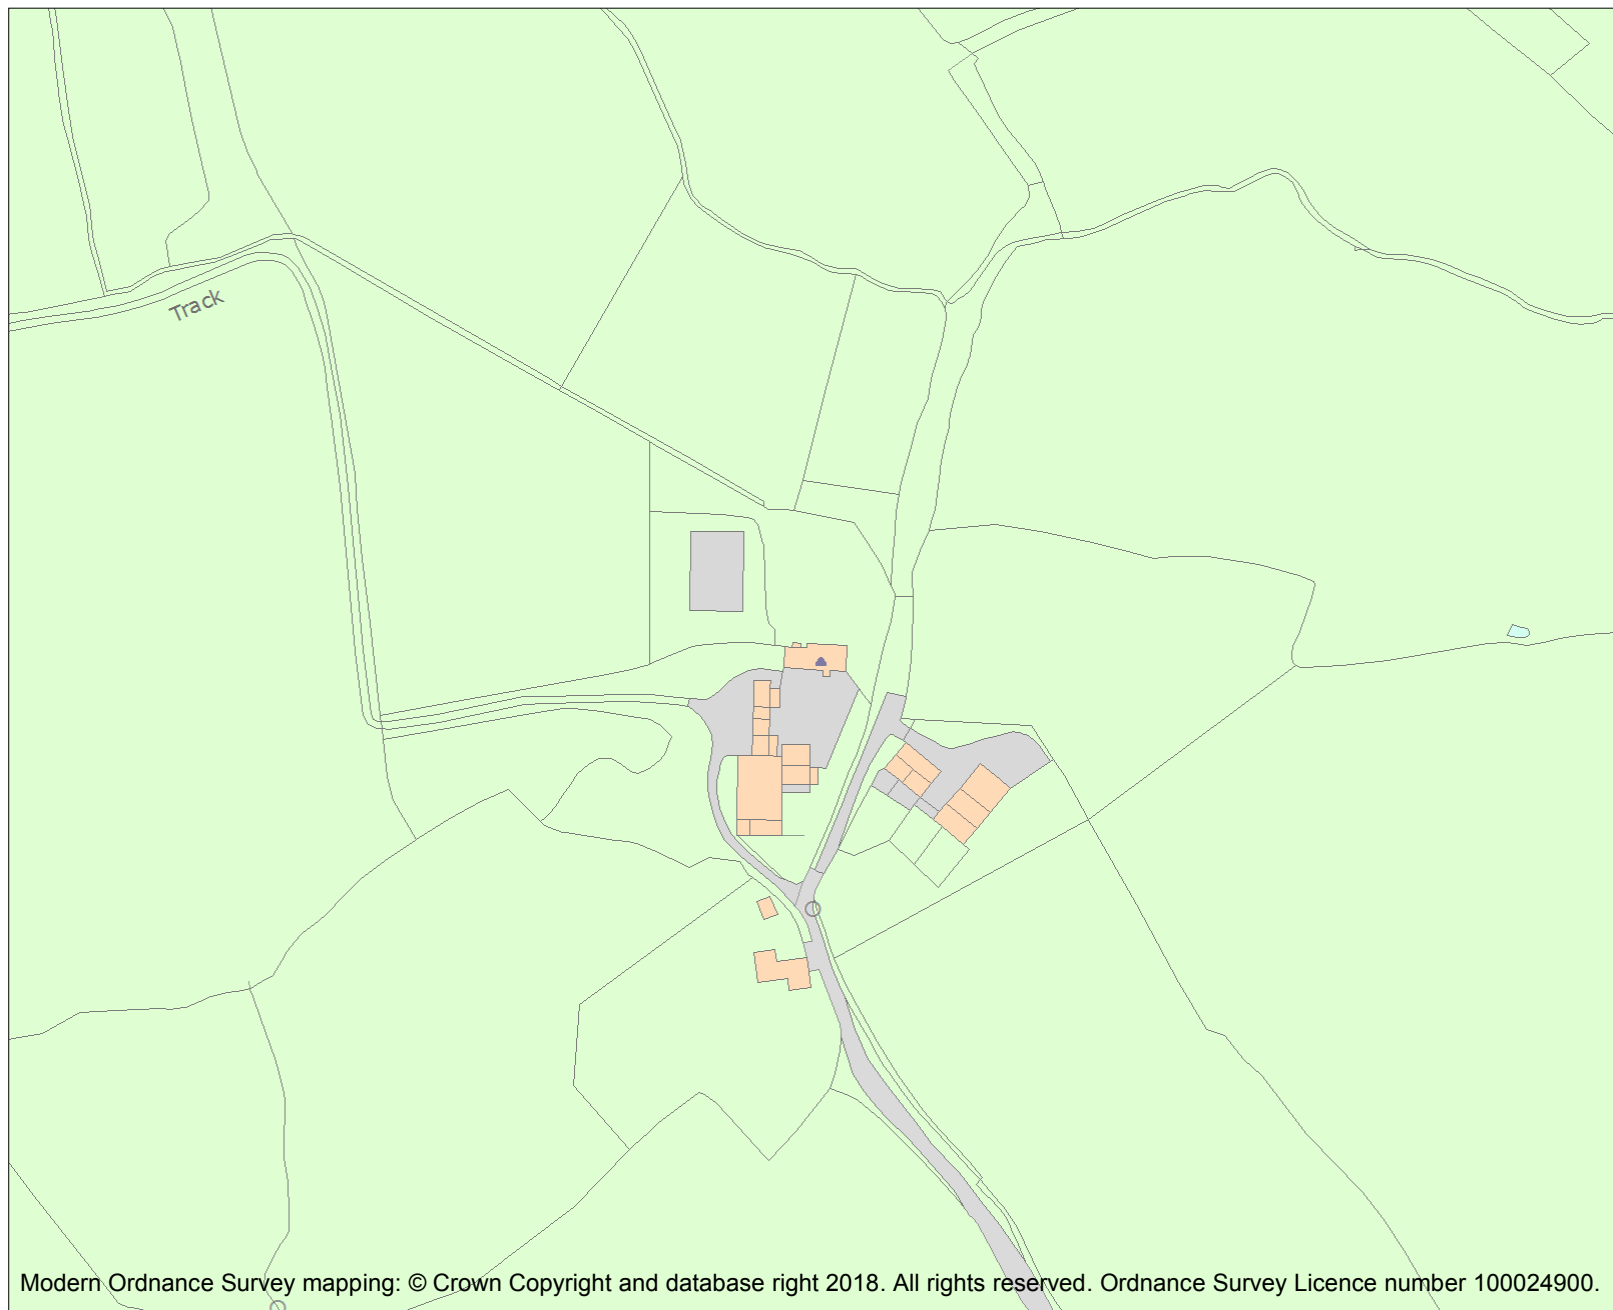 Track
Modern Ordnance Survey mapping: © Crown Copyright and database right 2018. All rights reserved. Ordnance Survey Licence number 100024900.